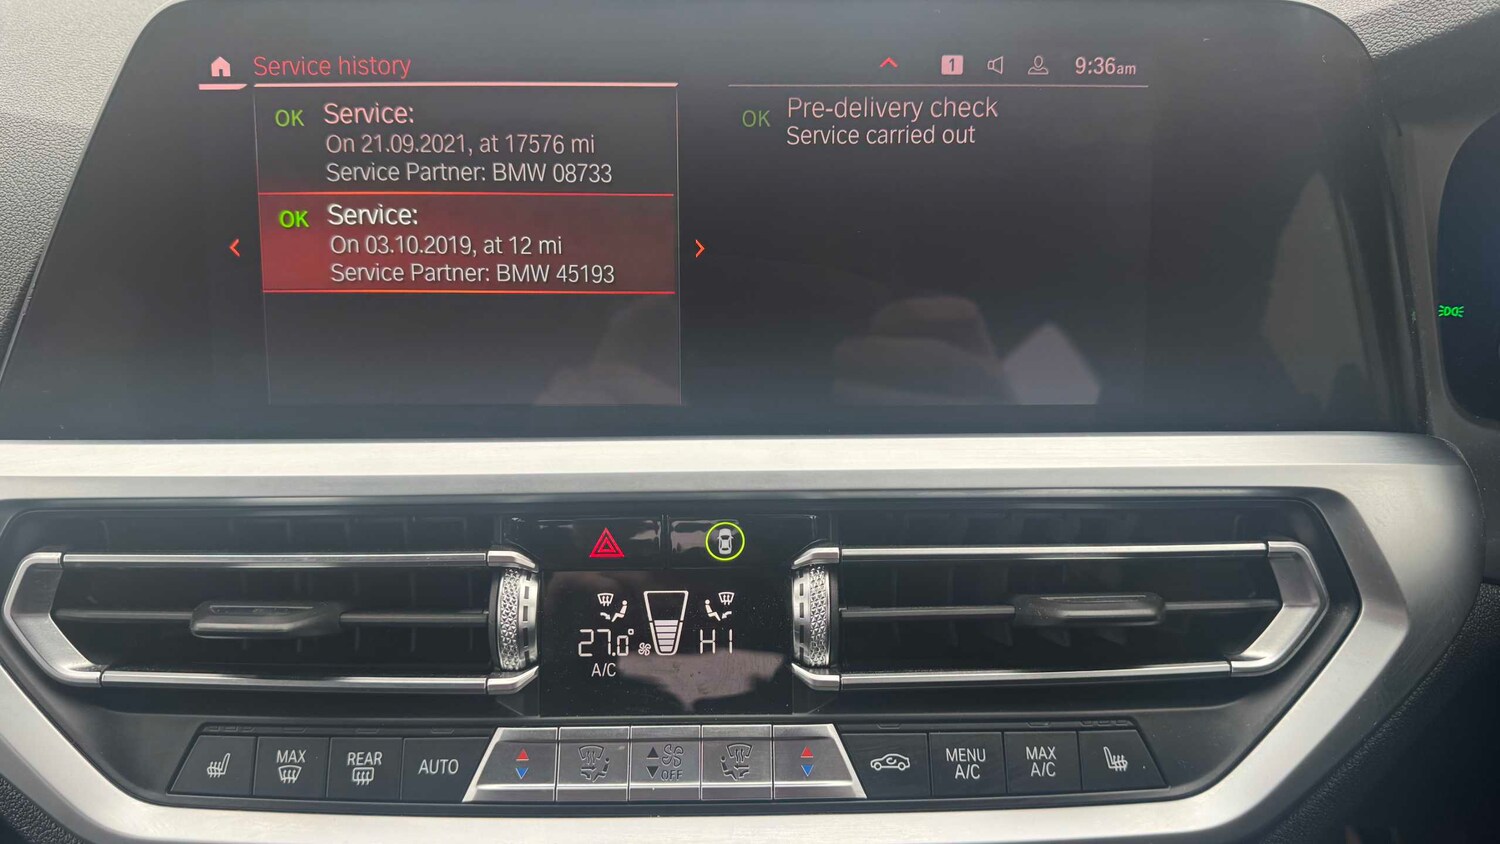 Service history
1
9:36am
OK Service:
On 21.09.2021, at 17576 mi
Service Partner: BMW 08733
OK Service:
On 03.10.2019, at 12 mi
Service Partner: BMW 45193
OK Pre-delivery check
Service carried out
27.0°
HI
A/C
MAX
REAR
AUTO
OFF
MENU
A/C
MAX
A/C